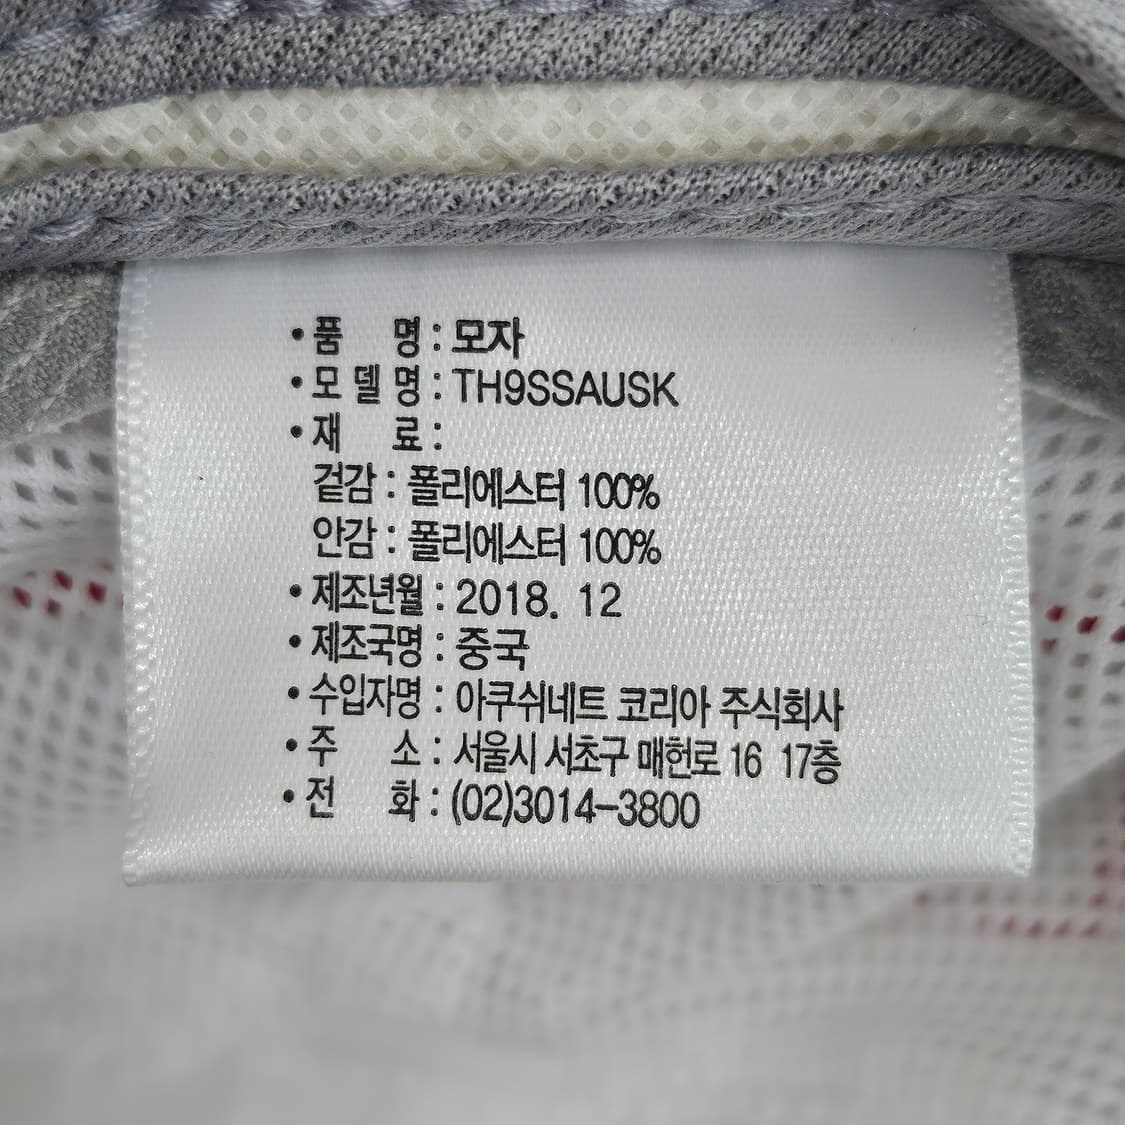 • 품 명 : 모자
• 모 델 명 : TH9SSAUSK
• 재 료 :
겉감 : 폴리에스터 100%
안감 : 폴리에스터 100%
• 제조년월 : 2018. 12
• 제조국명 : 중국
• 수입자명 : 아쿠쉬네트 코리아 주식회사
• 주 소 : 서울시 서초구 매헌로 16 17층
• 전 화 : (02)3014-3800